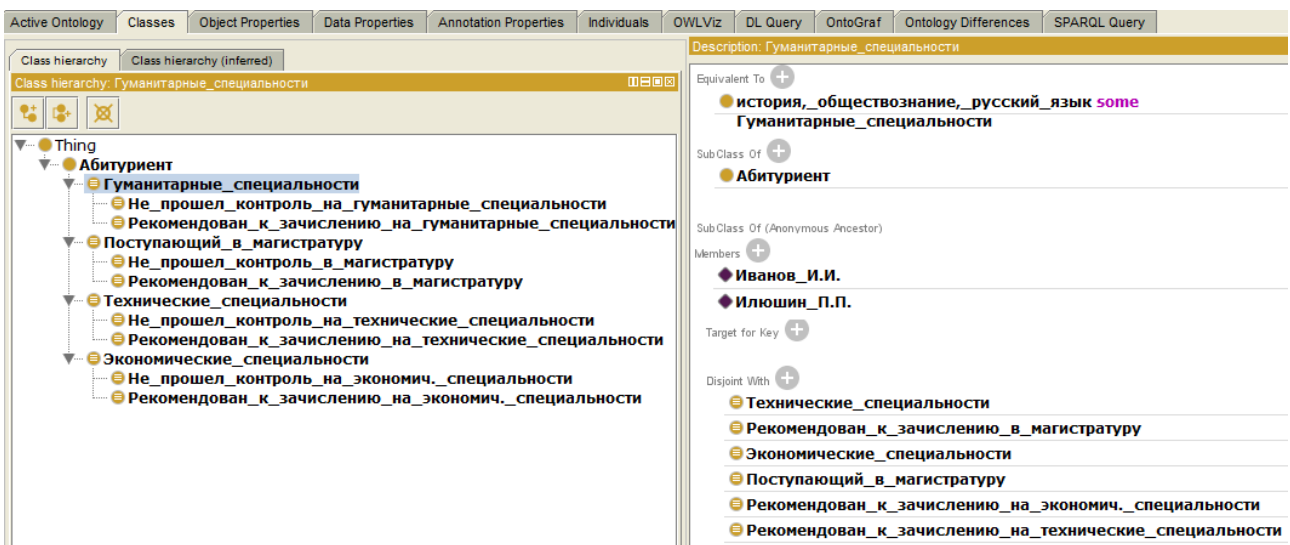 Active Ontology Classes Object Properties Data Properties Annotation Properties Individuals OWLViz DL Query OntoGraf Ontology Differences SPARQL Query
Class hierarchy Class hierarchy (inferred)
Class hierarchy: Гуманитарные_специальности
Thing
Абитуриент
Гуманитарные_специальности
Не_прошел_контроль_на_гуманитарные_специальности
Рекомендован_к_зачислению_на_гуманитарные_специальности
Поступающий_в_магистратуру
Не_прошел_контроль_в_магистратуру
Рекомендован_к_зачислению_в_магистратуру
Технические_специальности
Не_прошел_контроль_на_технические_специальности
Рекомендован_к_зачислению_на_технические_специальности
Экономические_специальности
Не_прошел_контроль_на_экономич._специальности
Рекомендован_к_зачислению_на_экономич._специальности
Description: Гуманитарные_специальности
Equivalent To
история,_обществознание,_русский_язык some
Гуманитарные_специальности
SubClass Of
Абитуриент
SubClass Of (Anonymous Ancestor)
Members
Иванов_И.И.
Илюшин_П.П.
Target for Key
Disjoint With
Технические_специальности
Рекомендован_к_зачислению_в_магистратуру
Экономические_специальности
Поступающий_в_магистратуру
Рекомендован_к_зачислению_на_экономич._специальности
Рекомендован_к_зачислению_на_технические_специальности